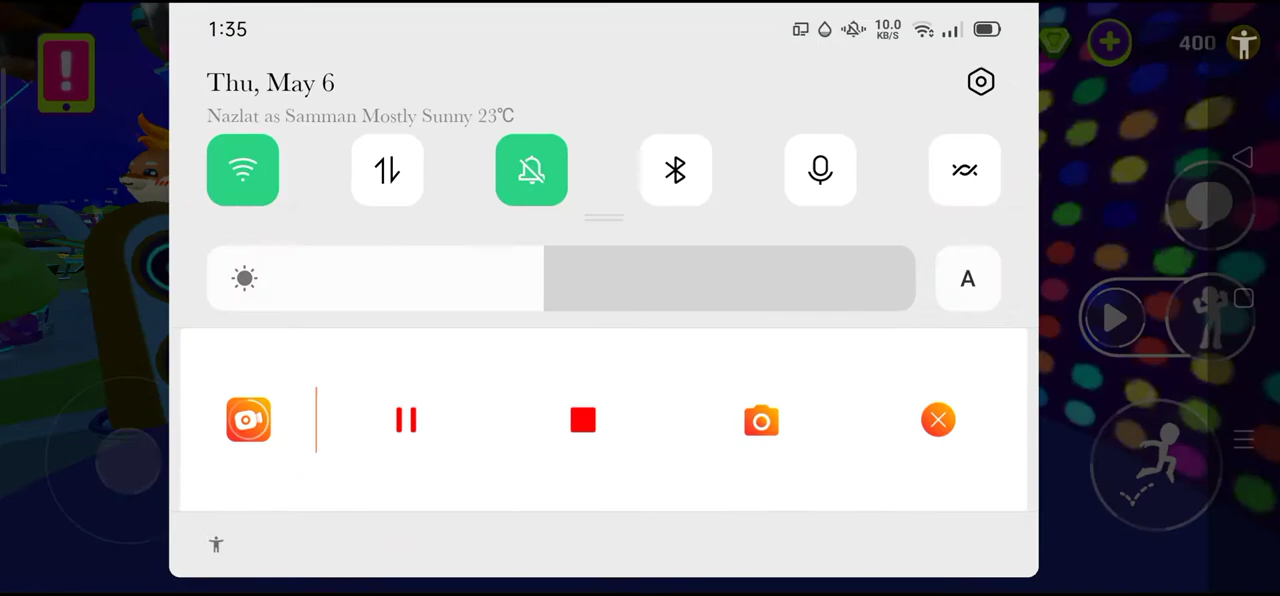 1:35
10.0
KB/S
400
Thu, May 6
Nazlat as Samman Mostly Sunny 23℃
A